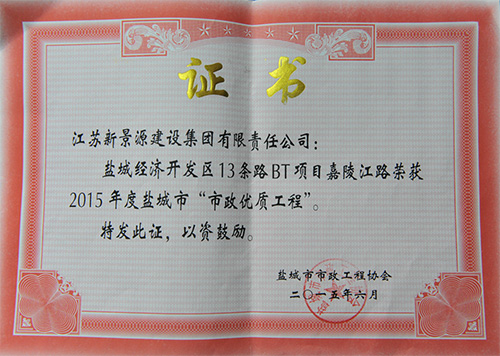 证书
江苏新景源建设集团有限责任公司：
盐城经济开发区13条路BT项目嘉陵江路荣获
2015年度盐城市“市政优质工程”。
特发此证，以资鼓励。
盐城市市政工程协会
二〇一五年六月